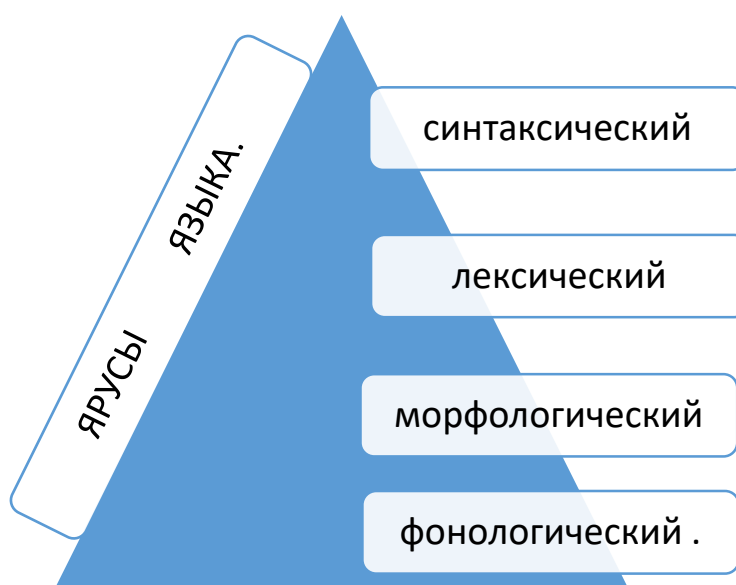 ЯРУСЫ ЯЗЫКА.
синтаксический
лексический
морфологический
фонологический .